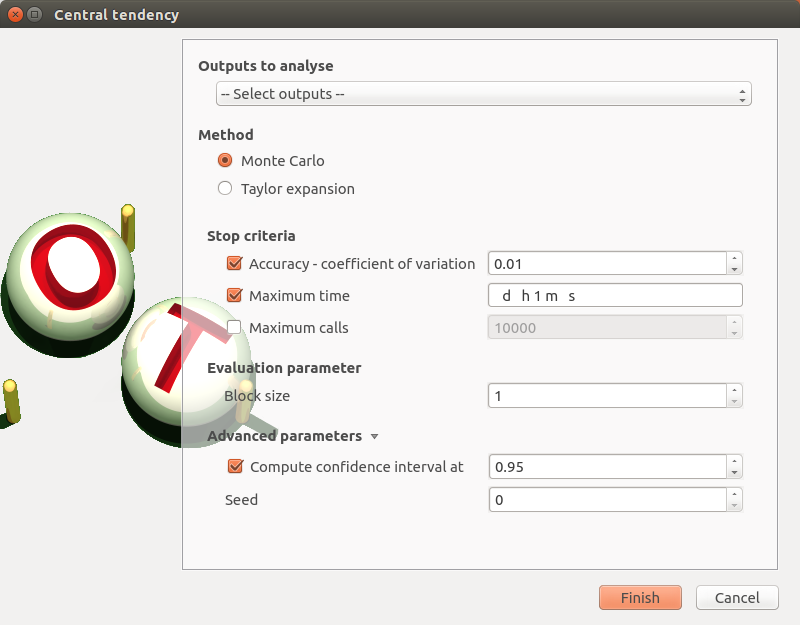 Central tendency
Outputs to analyse
-- Select outputs --
Method
Monte Carlo
Taylor expansion
Stop criteria
Accuracy - coefficient of variation 0.01
Maximum time d h 1 m s
Maximum calls 10000
Evaluation parameter
Block size 1
Advanced parameters
Compute confidence interval at 0.95
Seed 0
O
T
Finish Cancel